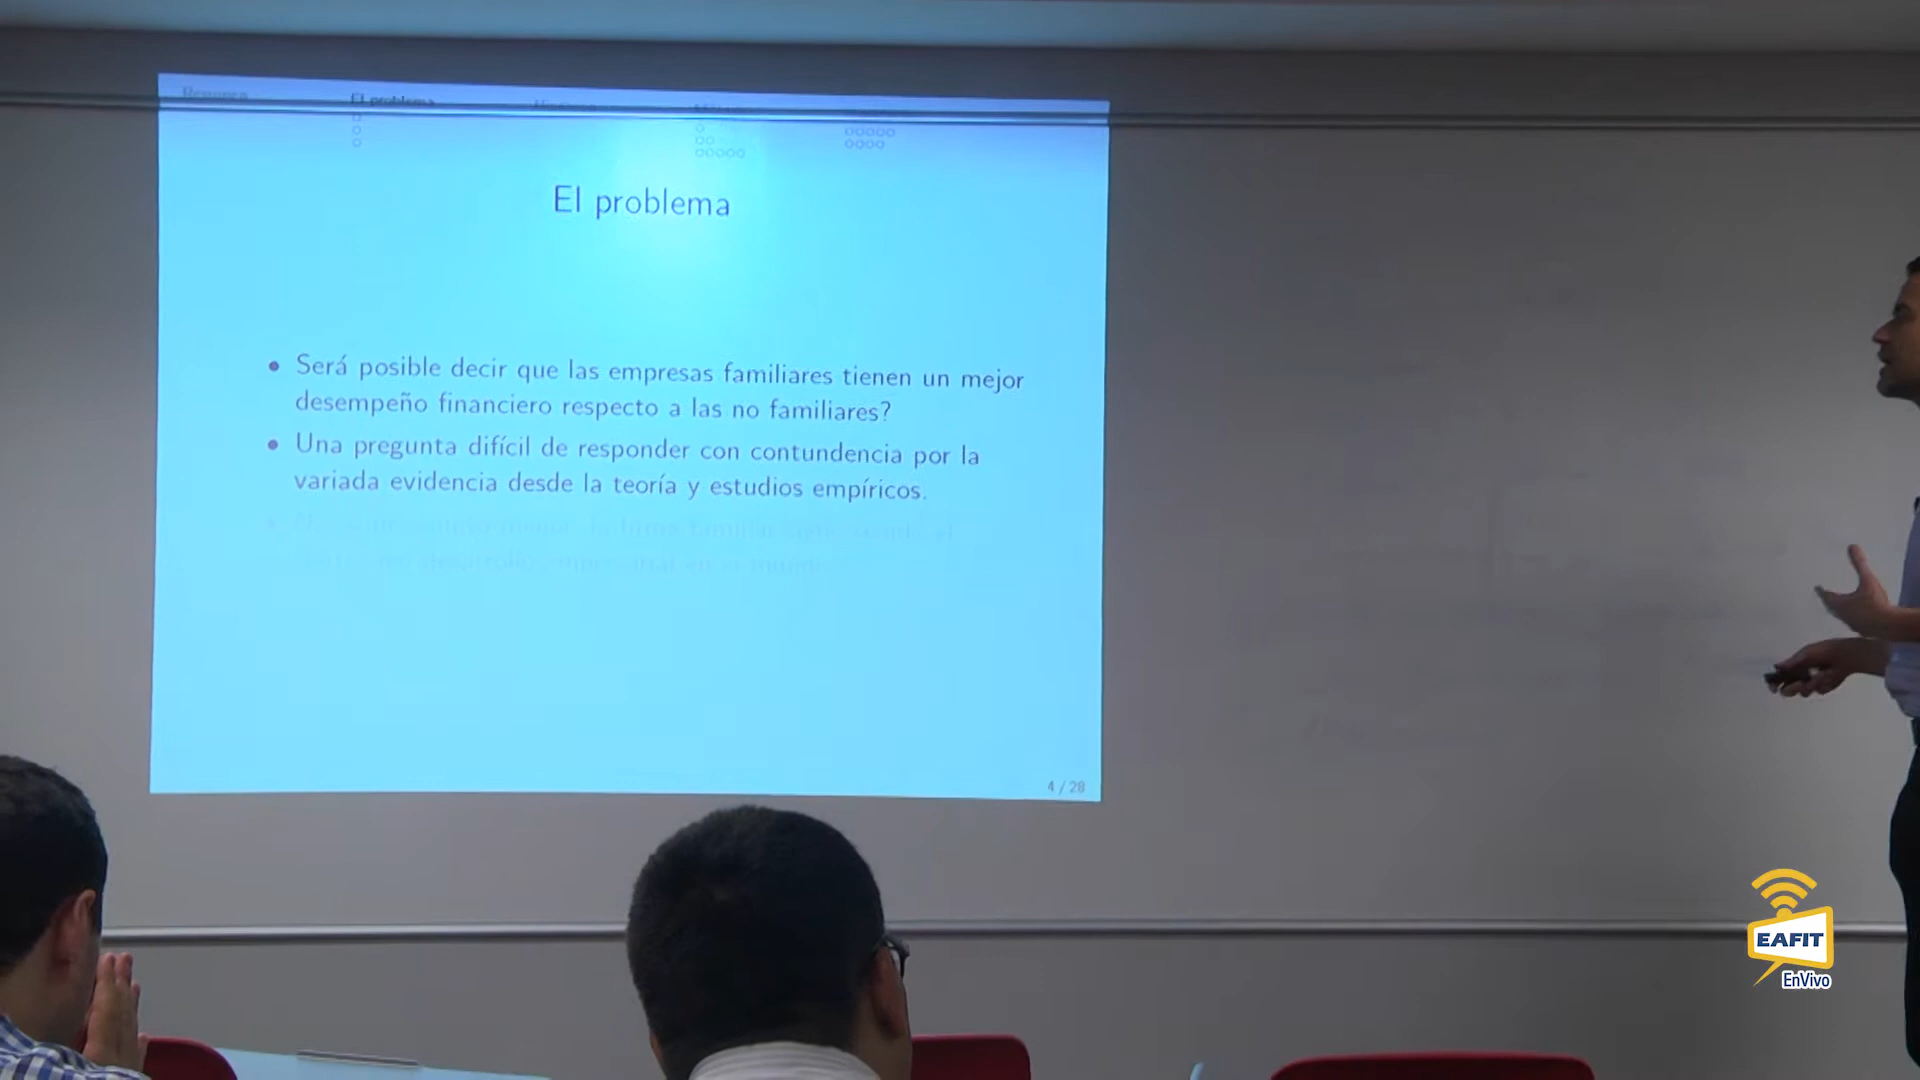 El problema
El problema
Será posible decir que las empresas familiares tienen un mejor
desempeño financiero respecto a las no familiares?
Una pregunta difícil de responder con contundencia por la
variada evidencia desde la teoría y estudios empíricos.
4 / 28
EAFIT
EnVivo